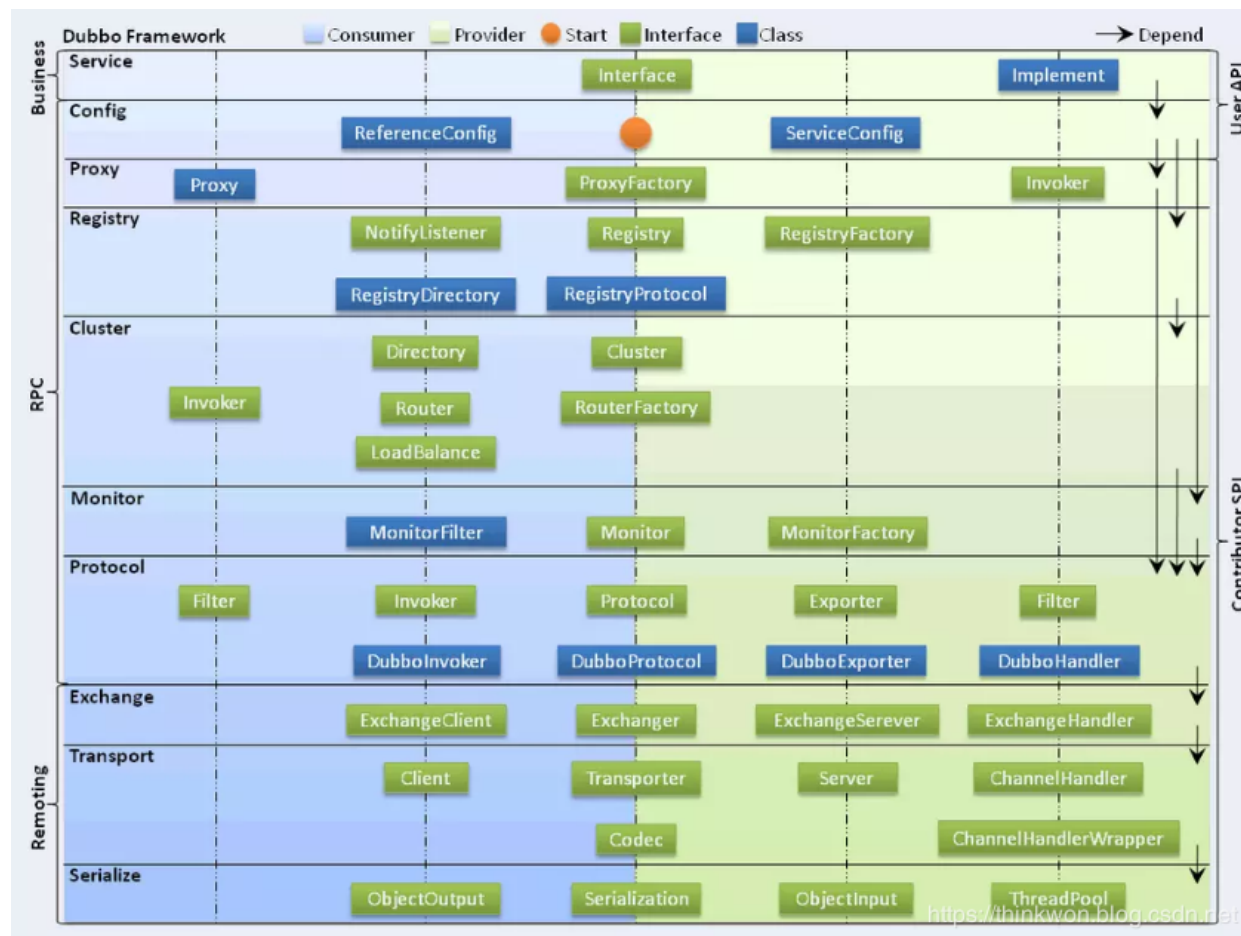 Dubbo Framework Consumer Provider Start Interface Class Depend
Business
Service
Interface Implement
User API
Config
ReferenceConfig ServiceConfig
Proxy
Proxy ProxyFactory Invoker
Registry
NotifyListener Registry RegistryFactory
RegistryDirectory RegistryProtocol
RPC
Cluster
Directory Cluster
Invoker Router RouterFactory
LoadBalance
Monitor
MonitorFilter Monitor MonitorFactory
Contributor SPI
Protocol
Filter Invoker Protocol Exporter Filter
DubboInvoker DubboProtocol DubboExporter DubboHandler
Remoting
Exchange
ExchangeClient Exchanger ExchangeSerever ExchangeHandler
Transport
Client Transporter Server ChannelHandler
Codec ChannelHandlerWrapper
Serialize
ObjectOutput Serialization ObjectInput ThreadPool
https://thinkwon.blog.csdn.net